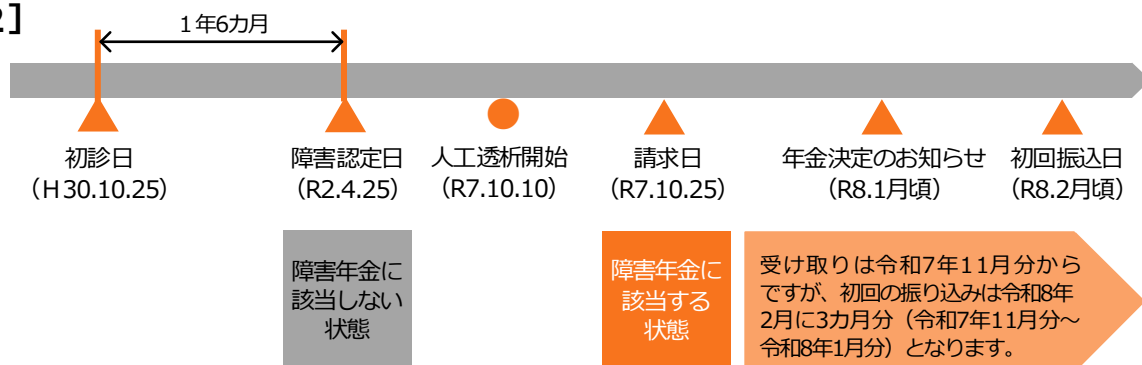 2]
1年6カ月
初診日
(H30.10.25)
障害認定日
(R2.4.25)
人工透析開始
(R7.10.10)
請求日
(R7.10.25)
年金決定のお知らせ
(R8.1月頃)
初回振込日
(R8.2月頃)
障害年金に
該当しない
状態
障害年金に
該当する
状態
受け取りは令和7年11月分から
ですが、初回の振り込みは令和8年
2月に3カ月分（令和7年11月分～
令和8年1月分）となります。